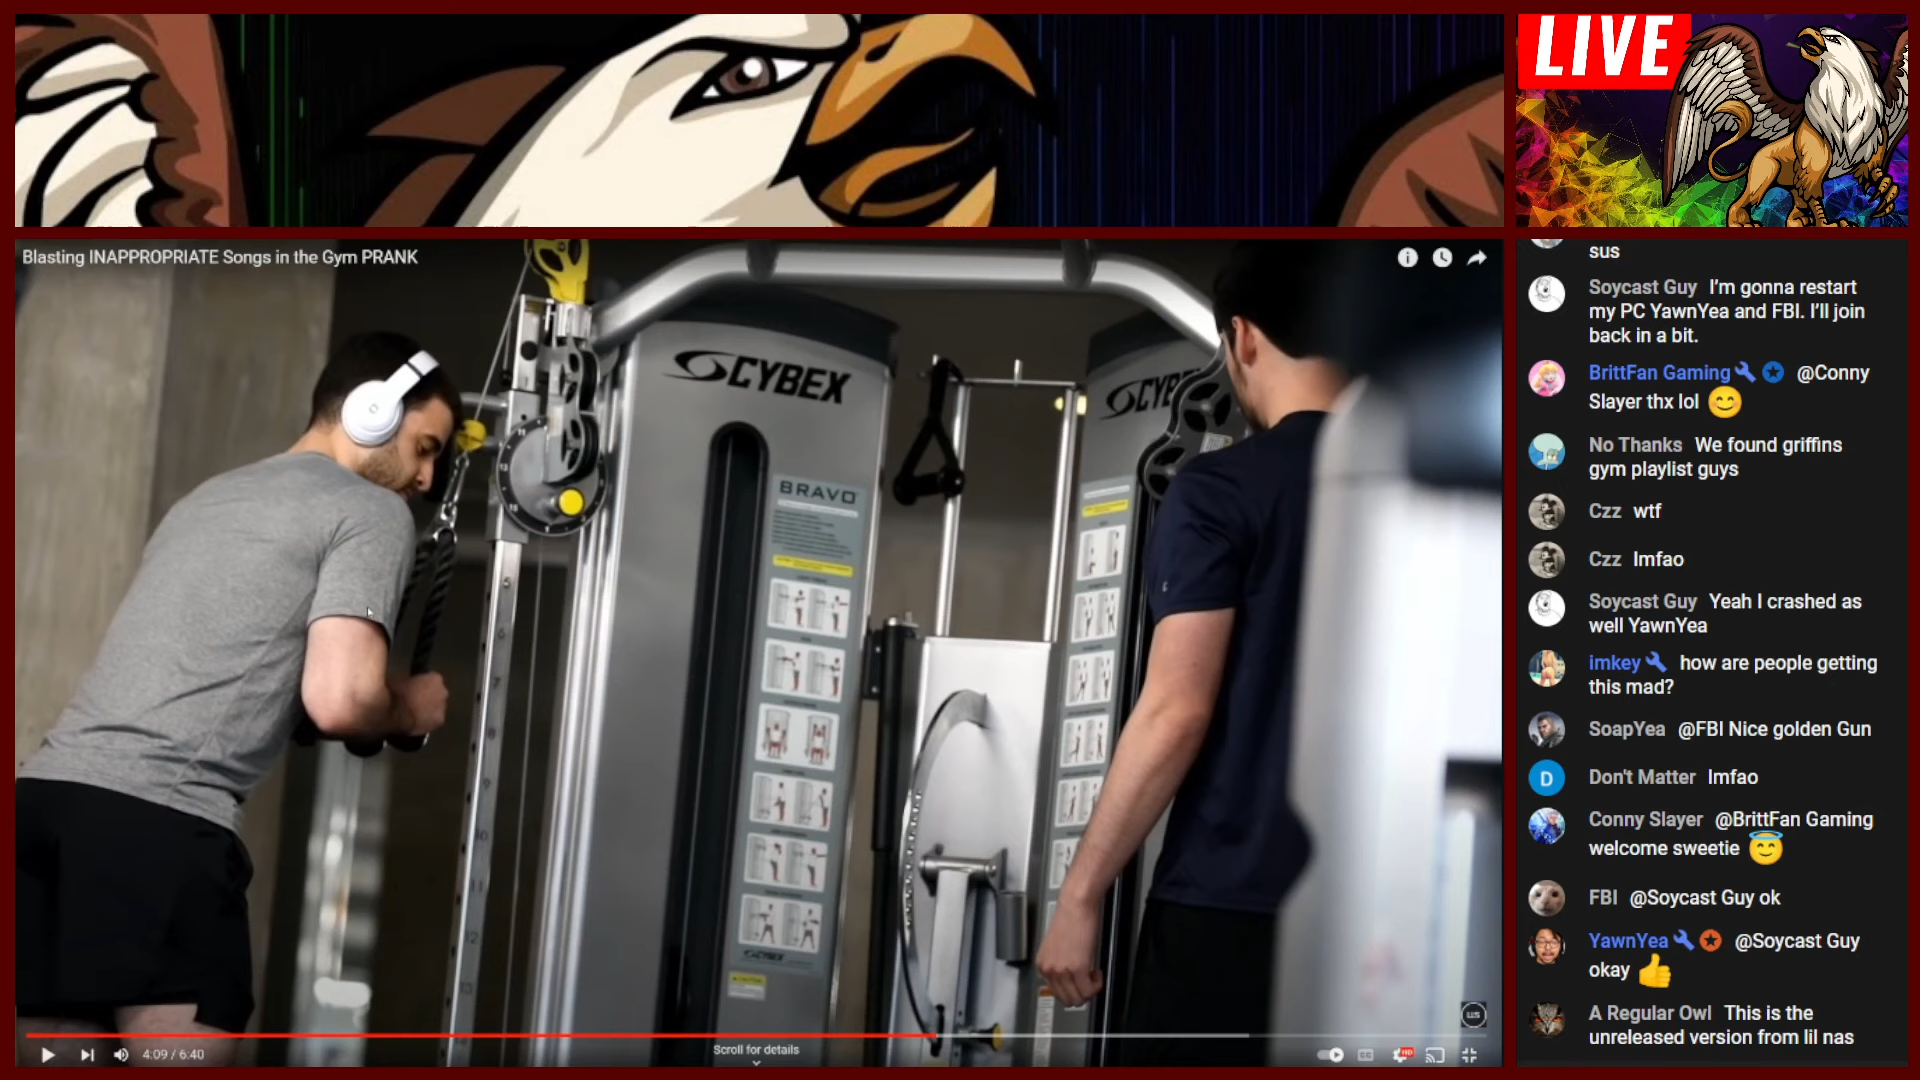 LIVE
Blasting INAPPROPRIATE Songs in the Gym PRANK
CYBEX
BRAVO
CYBEX
4:09 / 6:40
Scroll for details
HD
sus
Soycast Guy I'm gonna restart
my PC YawnYea and FBI. I'll join
back in a bit.
BrittFan Gaming @Conny
Slayer thx lol 😊
No Thanks We found griffins
gym playlist guys
Czz wtf
Czz lmfao
Soycast Guy Yeah I crashed as
well YawnYea
imkey how are people getting
this mad?
SoapYea @FBI Nice golden Gun
D Don't Matter lmfao
Conny Slayer @BrittFan Gaming
welcome sweetie 😇
FBI @Soycast Guy ok
YawnYea @Soycast Guy
okay 👍
A Regular Owl This is the
unreleased version from lil nas